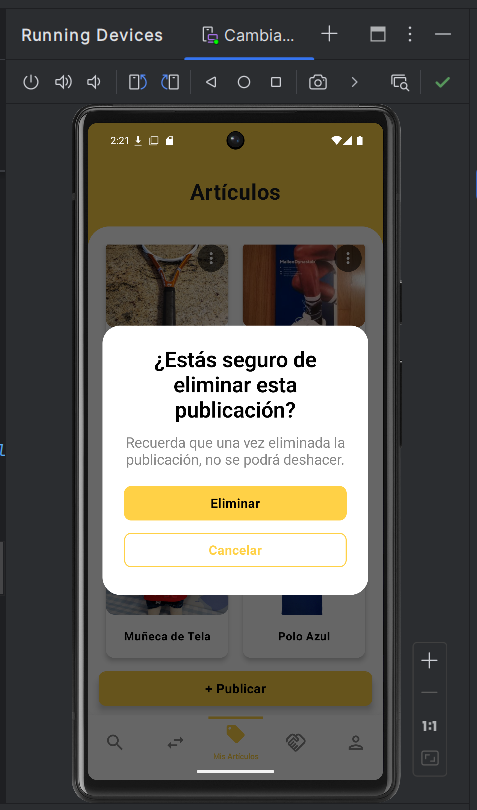 Running Devices
Cambia...
2:21
Artículos
¿Estás seguro de
eliminar esta
publicación?
Recuerda que una vez eliminada la
publicación, no se podrá deshacer.
Eliminar
Cancelar
Muñeca de Tela
Polo Azul
+ Publicar
Mis Artículos
1:1